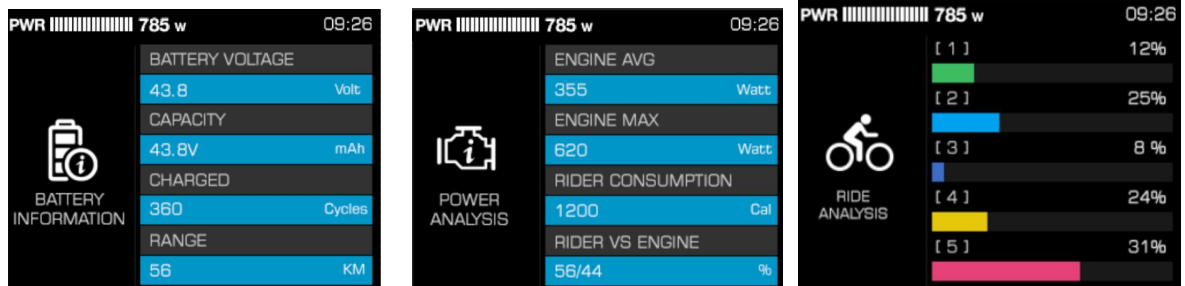 PWR 785 w 09:26
BATTERY VOLTAGE
43.8 Volt
CAPACITY
43.8V mAh
CHARGED
360 Cycles
RANGE
56 KM
BATTERY
INFORMATION
PWR 785 w 09:26
ENGINE AVG
355 Watt
ENGINE MAX
620 Watt
RIDER CONSUMPTION
1200 Cal
RIDER VS ENGINE
56/44 %
i
POWER
ANALYSIS
PWR 785 w 09:26
[ 1 ] 12%
[ 2 ] 25%
[ 3 ] 8 %
[ 4 ] 24%
[ 5 ] 31%
RIDE
ANALYSIS